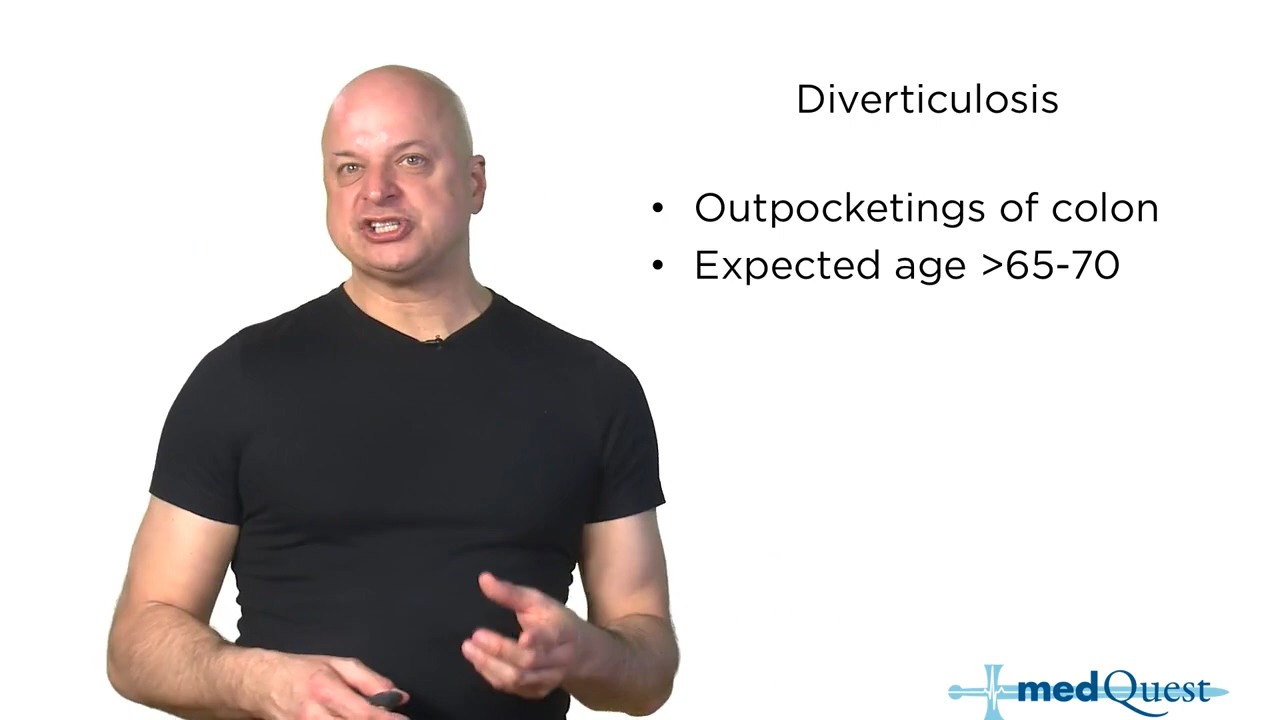 Diverticulosis
• Outpocketings of colon
• Expected age >65-70
medQuest